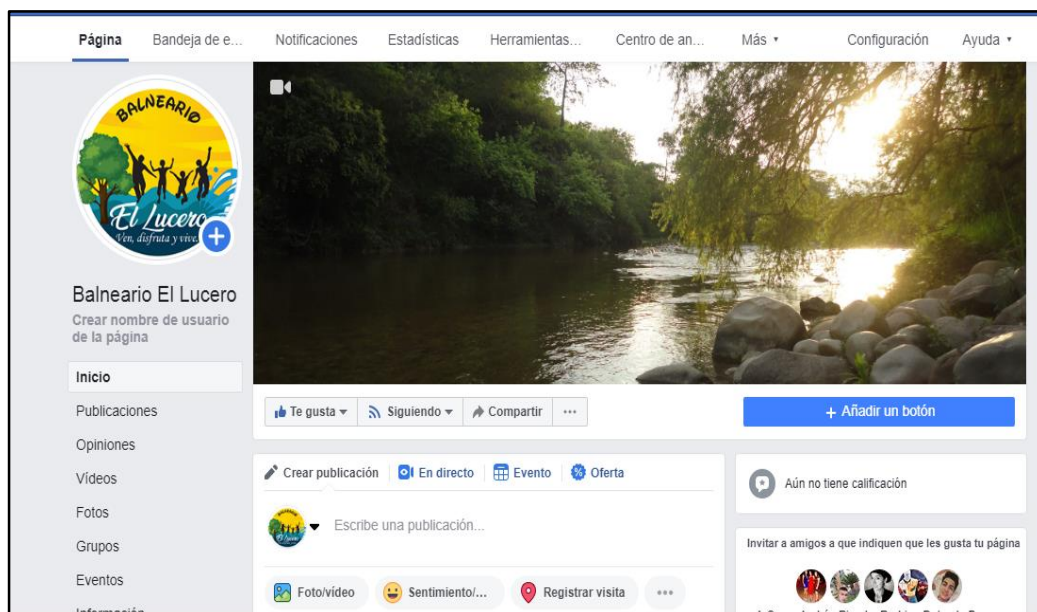 Página Bandeja de e... Notificaciones Estadísticas Herramientas... Centro de an... Más Configuración Ayuda
BALNEARIO
El Lucero
Ven, disfruta y vive
Balneario El Lucero
Crear nombre de usuario
de la página
Inicio
Publicaciones
Opiniones
Vídeos
Fotos
Grupos
Eventos
Te gusta Siguiendo Compartir ...
+ Añadir un botón
Crear publicación En directo Evento Oferta
Escribe una publicación...
Foto/vídeo Sentimiento/... Registrar visita ...
Aún no tiene calificación
Invitar a amigos a que indiquen que les gusta tu página